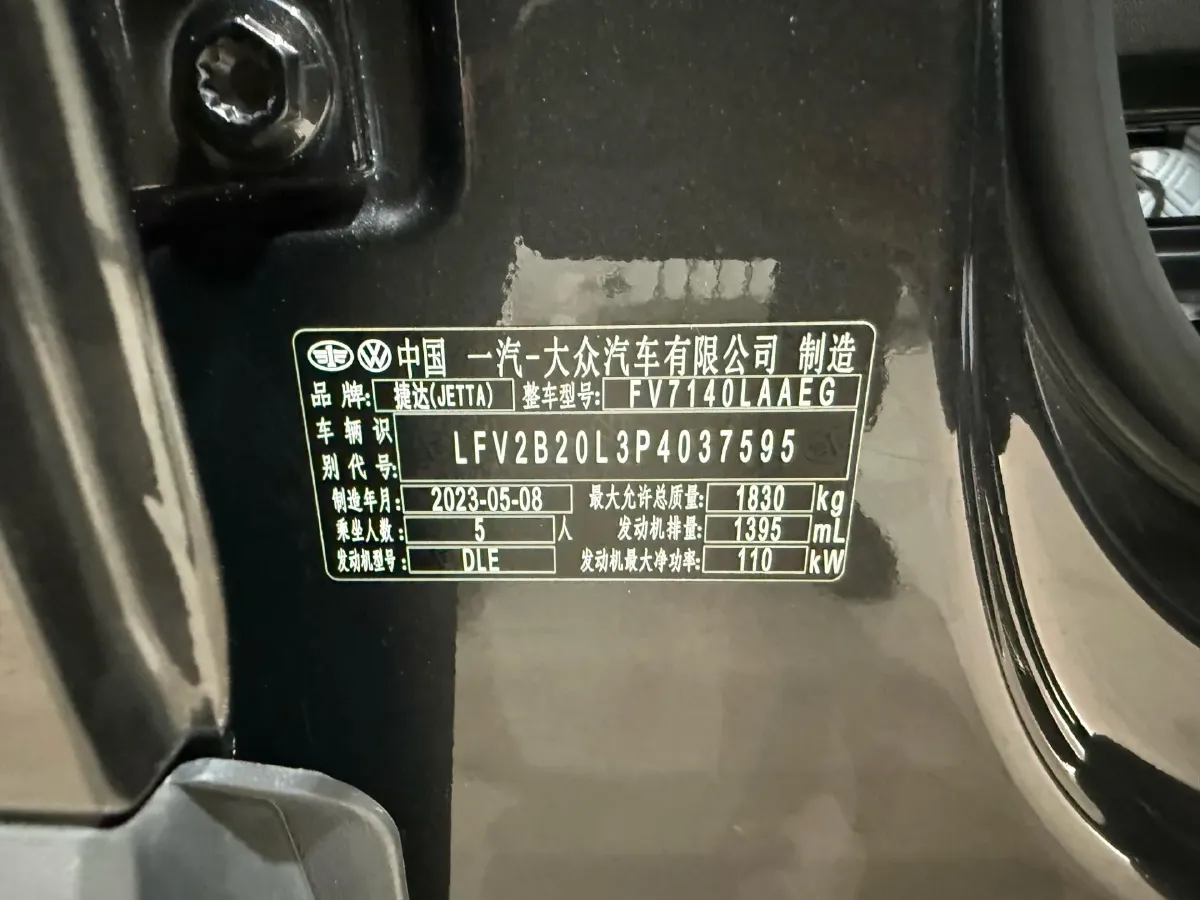 中国 一汽-大众汽车有限公司 制造
品牌: 捷达(JETTA) 整车型号: FV7140LAAEG
车辆识别代号: LFV2B20L3P4037595
制造年月: 2023-05-08 最大允许总质量: 1830 kg
乘坐人数: 5 人 发动机排量: 1395 mL
发动机型号: DLE 发动机最大净功率: 110 kW